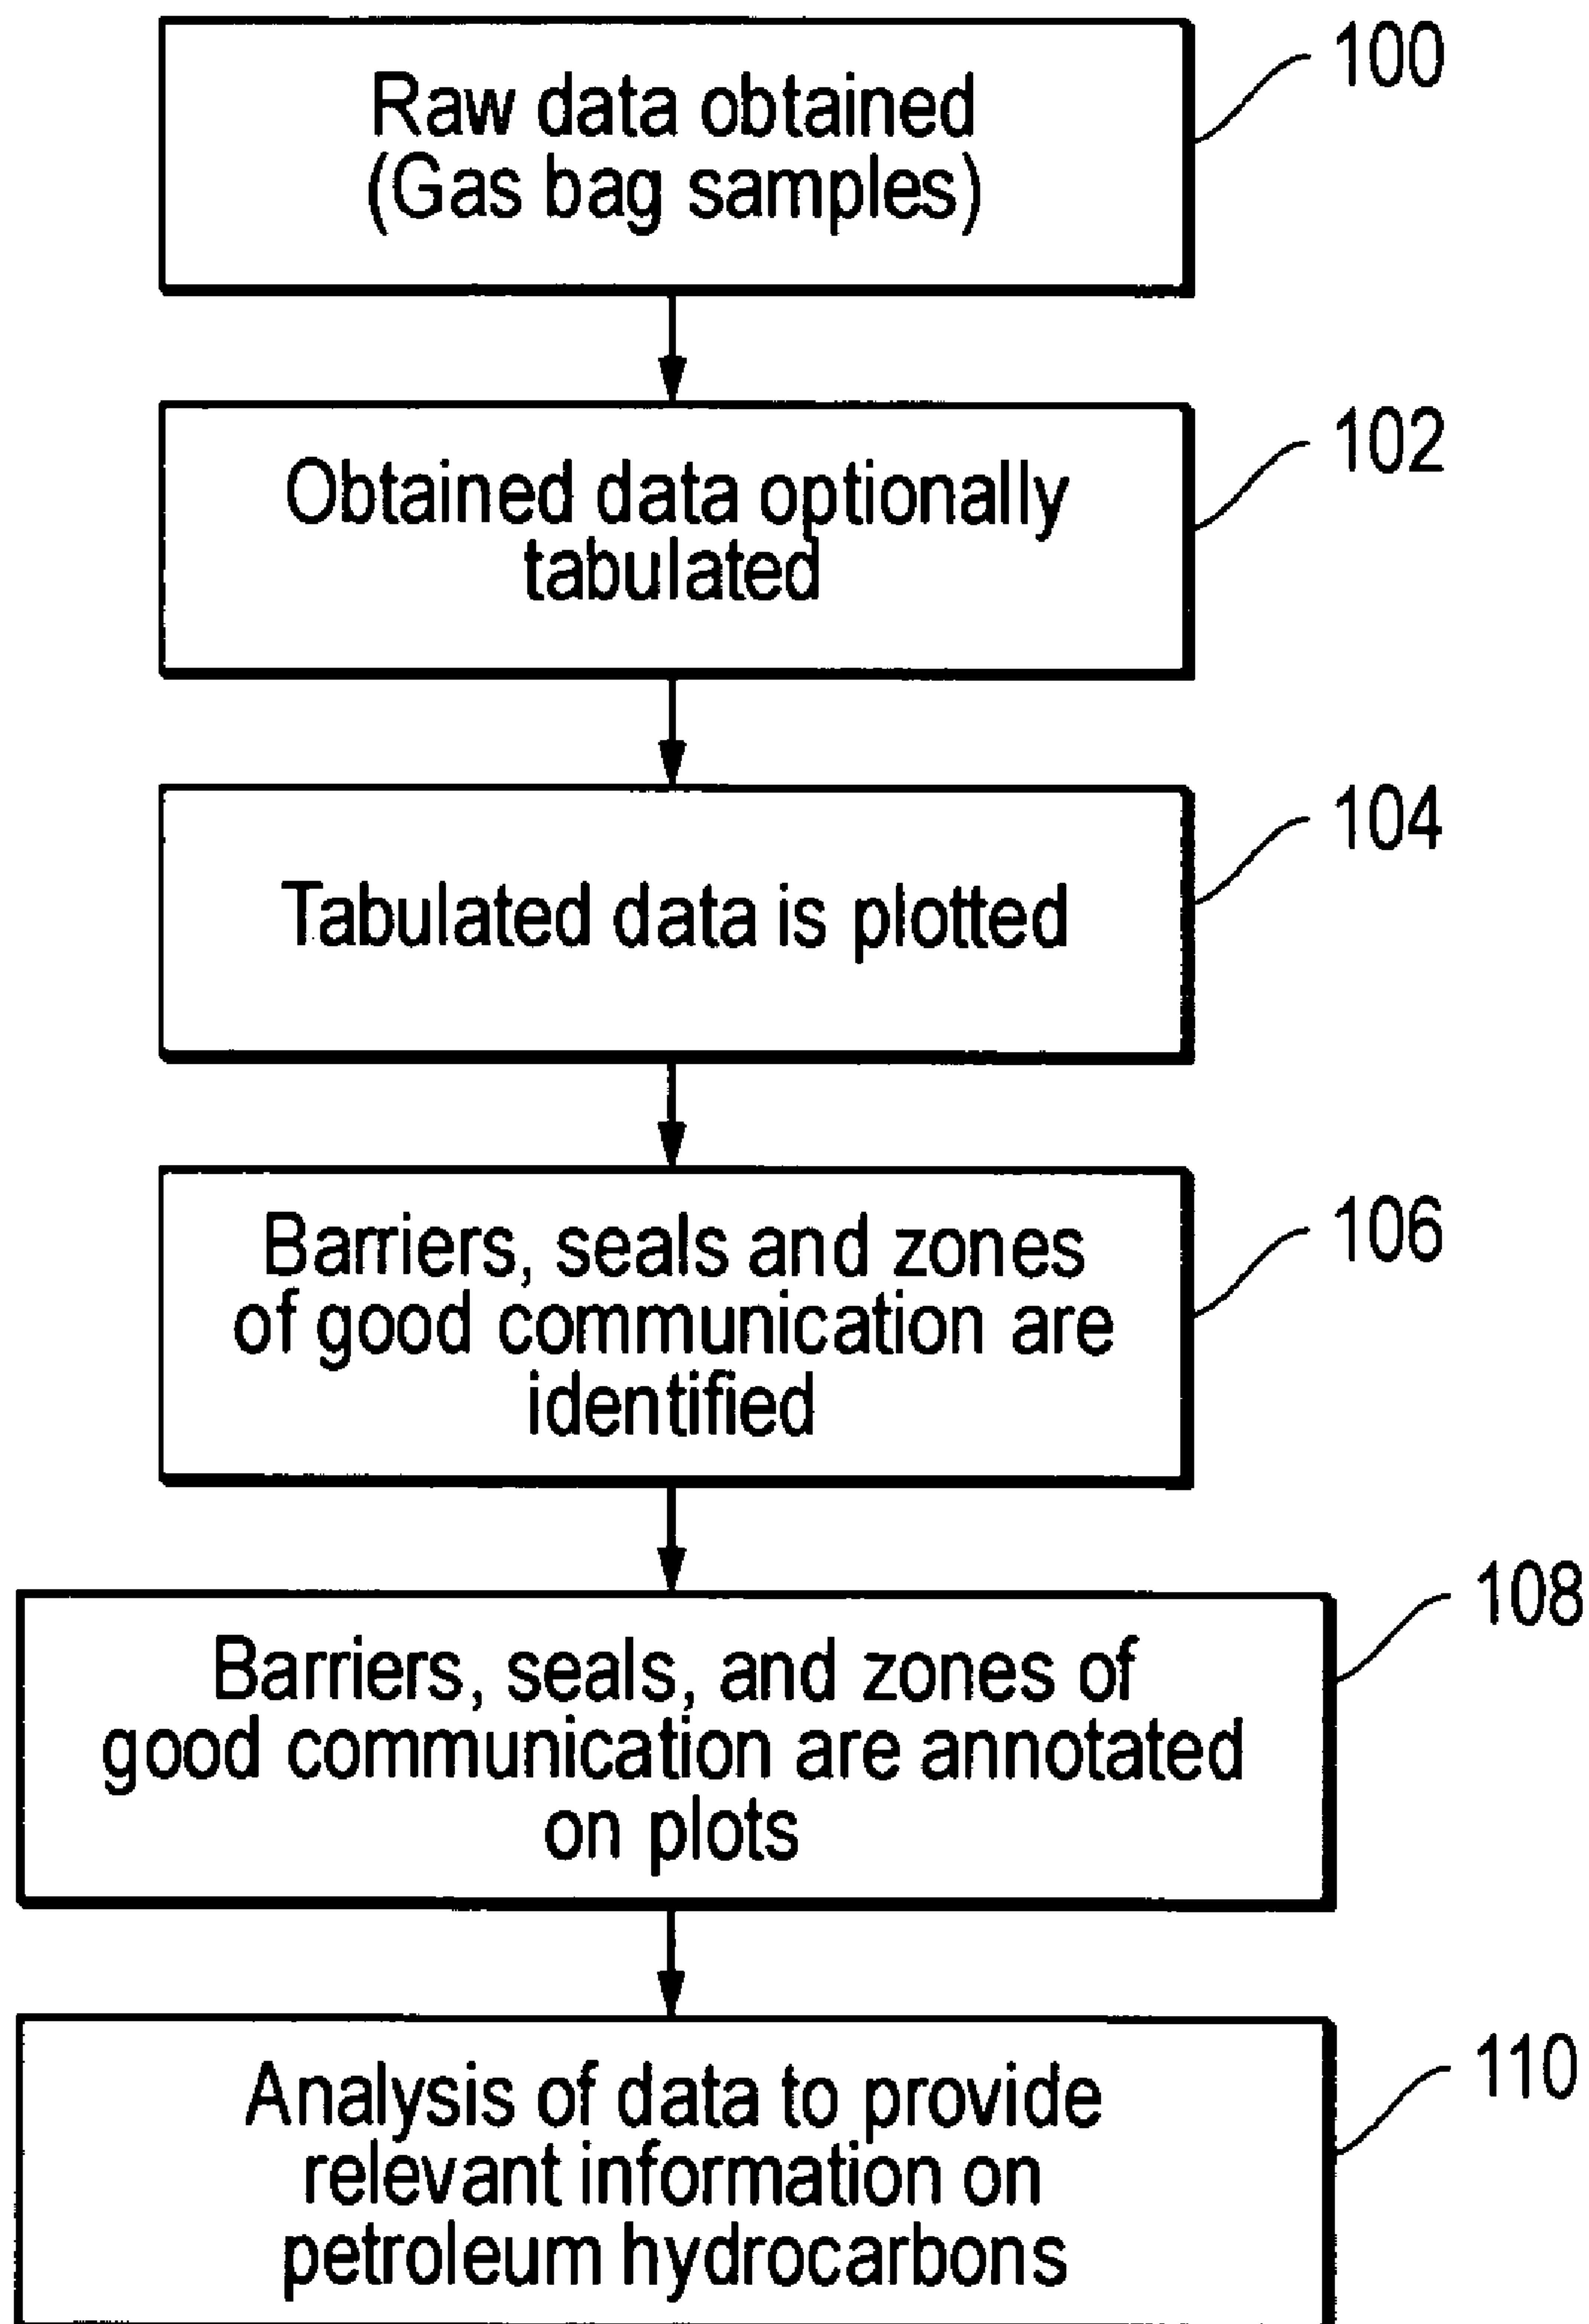 Raw data obtained
(Gas bag samples)
100
Obtained data optionally
tabulated
102
Tabulated data is plotted
104
Barriers, seals and zones
of good communication are
identified
106
Barriers, seals, and zones of
good communication are annotated
on plots
108
Analysis of data to provide
relevant information on
petroleum hydrocarbons
110